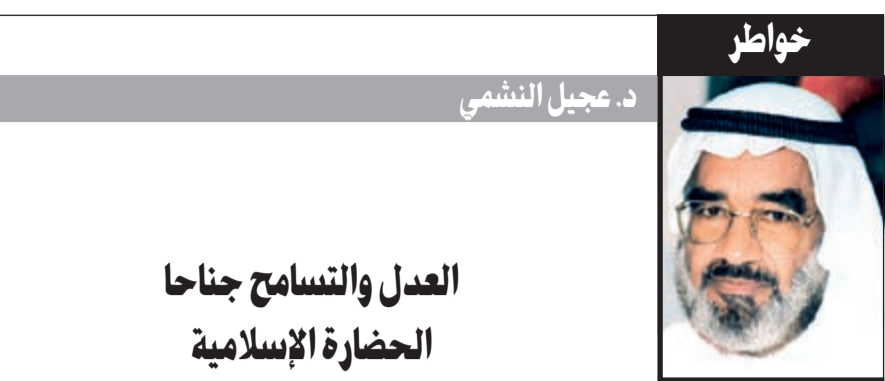 خواطر
د. عجيل النشمي
العدل والتسامح جناحا
الحضارة الإسلامية